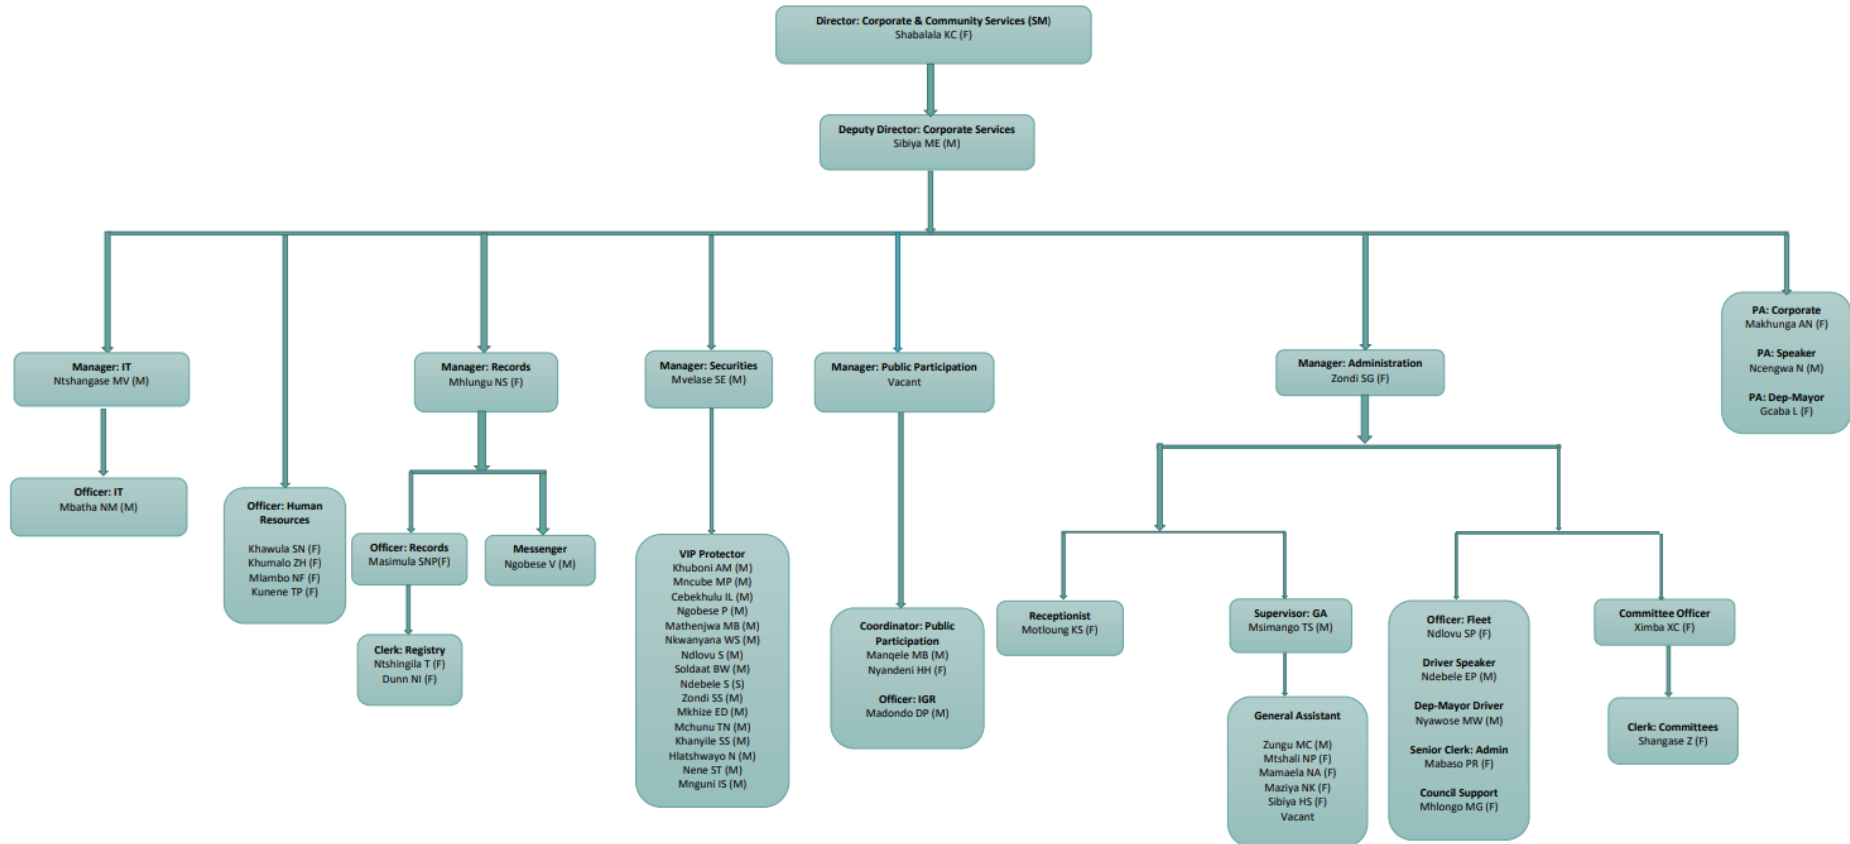 Director: Corporate & Community Services (SM)
Shabalala KC (F)
Deputy Director: Corporate Services
Sibiya ME (M)
Manager: IT
Ntshangase MV (M)
Officer: IT
Mbatha NM (M)
Officer: Human
Resources
Khawula SN (F)
Khumalo ZH (F)
Mlambo NF (F)
Kunene TP (F)
Manager: Records
Mhlungu NS (F)
Officer: Records
Masimula SNP(F)
Clerk: Registry
Ntshingila T (F)
Dunn NI (F)
Messenger
Ngobese V (M)
Manager: Securities
Mvelase SE (M)
VIP Protector
Khuboni AM (M)
Mncube MP (M)
Cebekhulu IL (M)
Ngobese P (M)
Mathenjwa MB (M)
Nkwanyana WS (M)
Ndlovu S (M)
Soldaat BW (M)
Ndebele S (S)
Zondi SS (M)
Mkhize ED (M)
Mchunu TN (M)
Khanyile SS (M)
Hlatshwayo N (M)
Nene ST (M)
Mnguni IS (M)
Manager: Public Participation
Vacant
Coordinator: Public
Participation
Manqele MB (M)
Nyandeni HH (F)
Officer: IGR
Madondo DP (M)
Manager: Administration
Zondi SG (F)
Receptionist
Motloung KS (F)
Supervisor: GA
Msimango TS (M)
General Assistant
Zungu MC (M)
Mtshali NP (F)
Mamaela NA (F)
Maziya NK (F)
Sibiya HS (F)
Vacant
Officer: Fleet
Ndlovu SP (F)
Driver Speaker
Ndebele EP (M)
Dep-Mayor Driver
Nyawose MW (M)
Senior Clerk: Admin
Mabaso PR (F)
Council Support
Mhlongo MG (F)
Committee Officer
Ximba XC (F)
Clerk: Committees
Shangase Z (F)
PA: Corporate
Makhunga AN (F)
PA: Speaker
Ncengwa N (M)
PA: Dep-Mayor
Gcaba L (F)